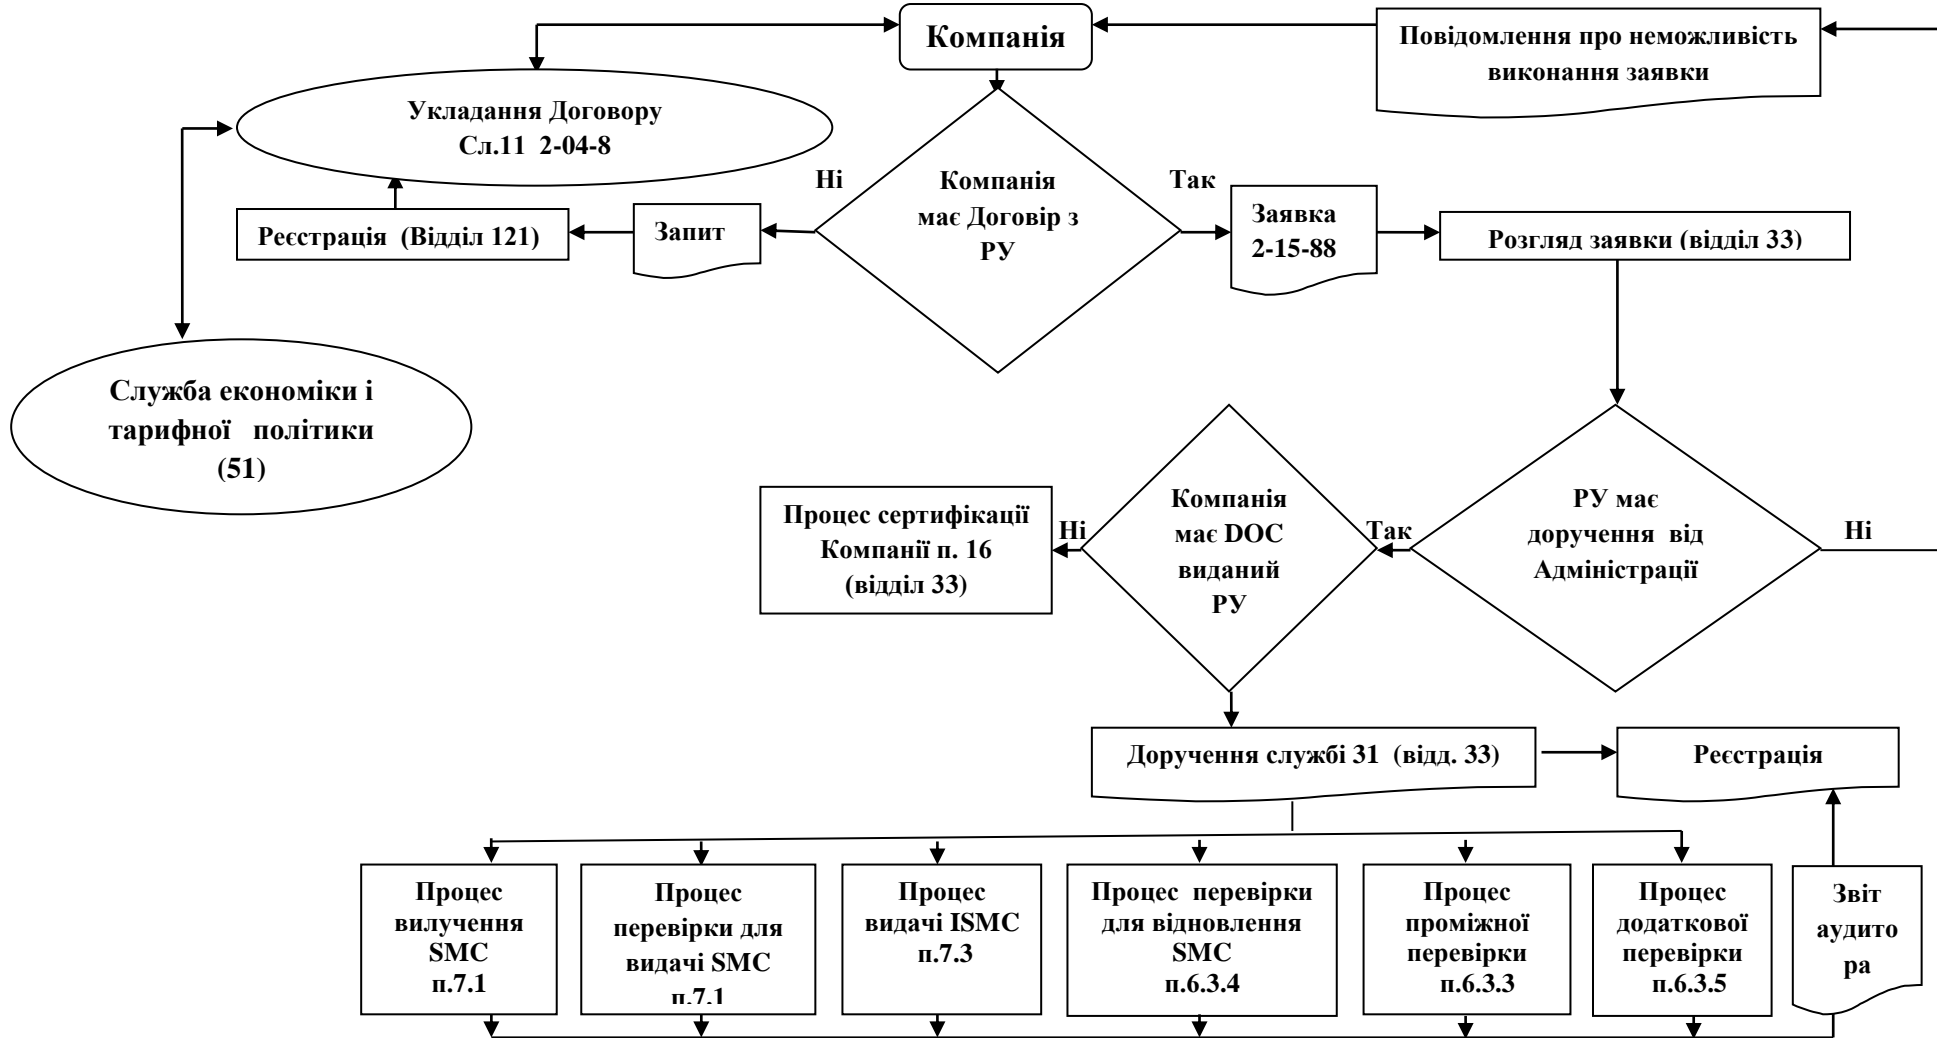 Компанія
Повідомлення про неможливість
виконання заявки
Укладання Договору
Сл.11 2-04-8
Ні
Компанія
має Договір з
РУ
Так
Заявка
2-15-88
Запит
Реєстрація (Відділ 121)
Розгляд заявки (відділ 33)
Служба економіки і
тарифної політики
(51)
Процес сертифікації
Компанії п. 16
(відділ 33)
Ні
Компанія
має DOC
виданий
РУ
Так
РУ має
доручення від
Адміністрації
Ні
Доручення службі 31 (відд. 33)
Реєстрація
Процес
вилучення
SMC
п.7.1
Процес
перевірки для
видачі SMC
п.7.1
Процес
видачі ISMC
п.7.3
Процес перевірки
для відновлення
SMC
п.6.3.4
Процес
проміжної
перевірки
п.6.3.3
Процес
додаткової
перевірки
п.6.3.5
Звіт
аудито
ра